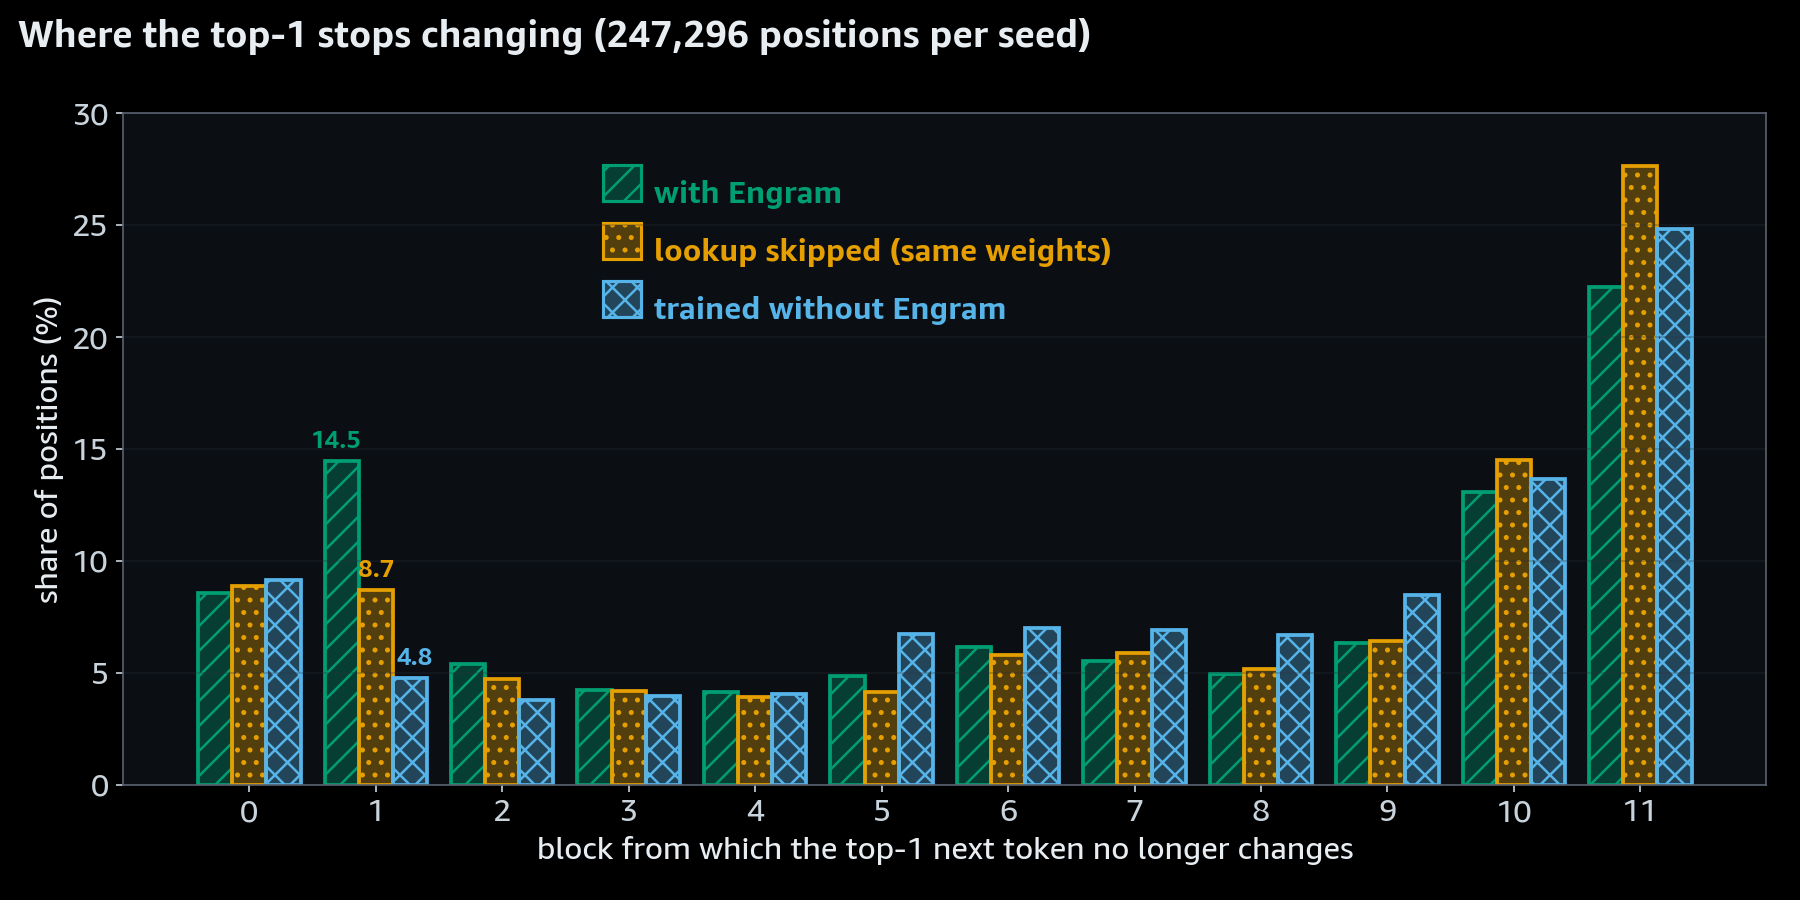 Where the top-1 stops changing (247,296 positions per seed)
30
25
20
15
10
5
0
share of positions (%)
with Engram
lookup skipped (same weights)
trained without Engram
14.5
8.7
4.8
0 1 2 3 4 5 6 7 8 9 10 11
block from which the top-1 next token no longer changes